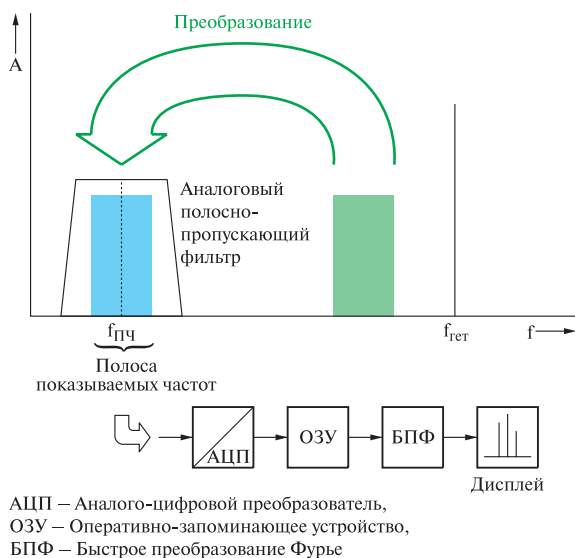 Преобразование
A
Аналоговый
полосно-
пропускающий
фильтр
fПЧ
fгет
f
Полоса
показываемых частот
АЦП
ОЗУ
БПФ
Дисплей
АЦП – Аналого-цифровой преобразователь,
ОЗУ – Оперативно-запоминающее устройство,
БПФ – Быстрое преобразование Фурье